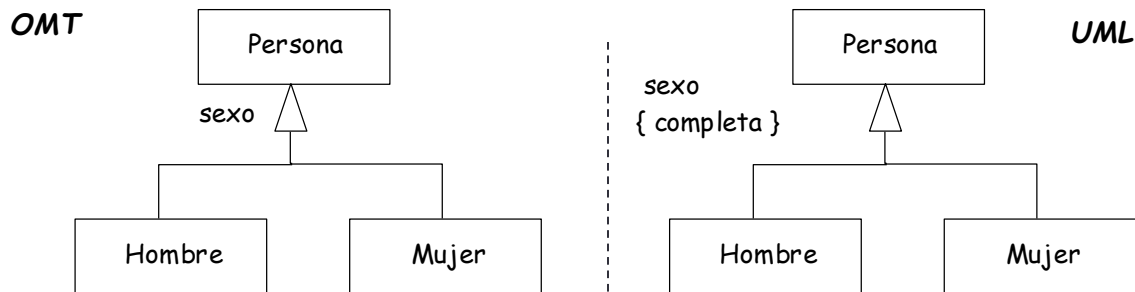 OMT
Persona
sexo
Hombre
Mujer
UML
Persona
sexo
{ completa }
Hombre
Mujer